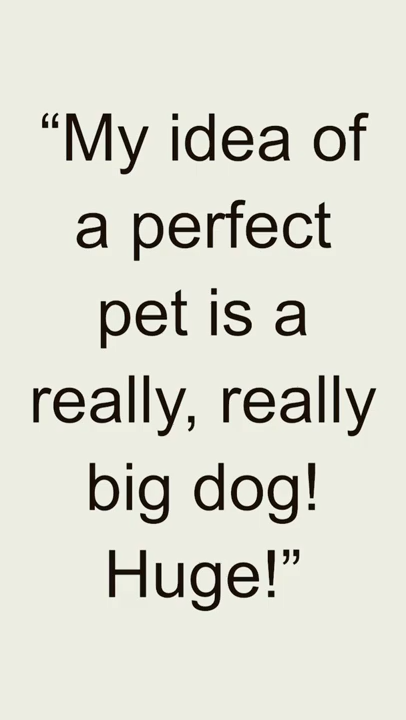 “My idea of
a perfect
pet is a
really, really
big dog!
Huge!”